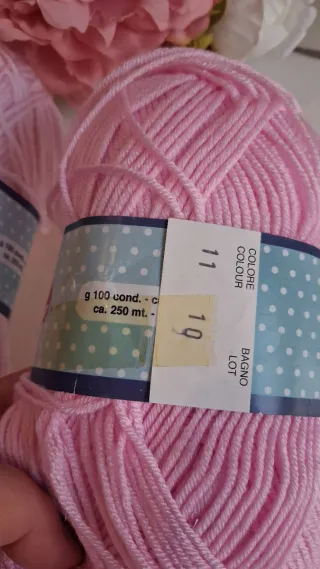 g 100 cond. - c
ca. 250 mt. -
COLORE
COLOUR
11
BAGNO
LOT
19